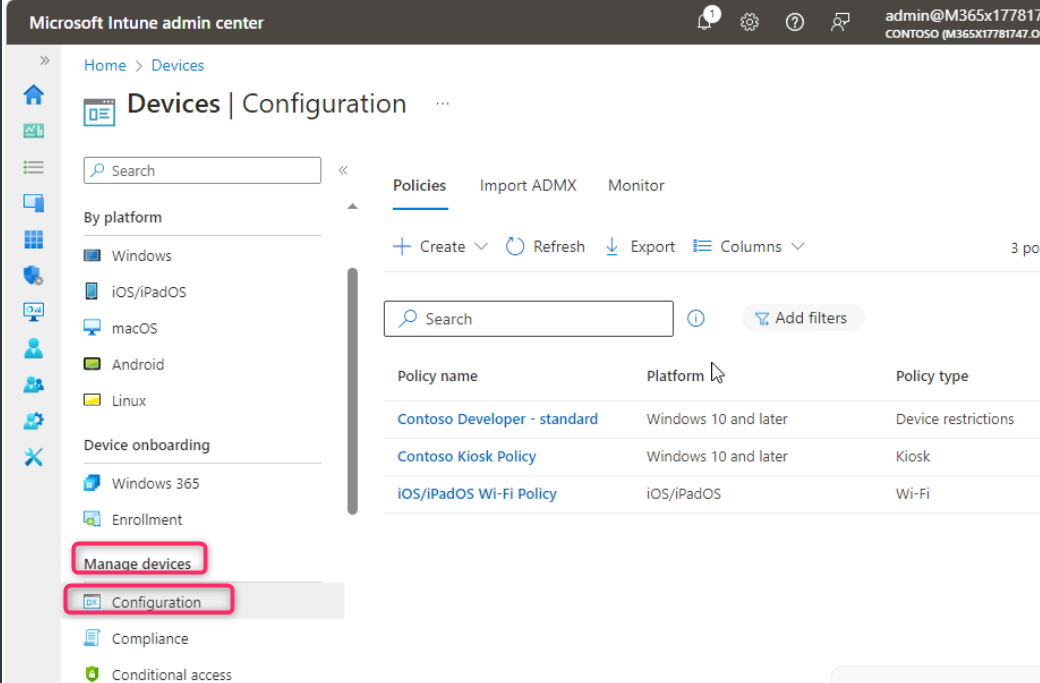 Microsoft Intune admin center
1
admin@M365x177817
CONTOSO (M365X17781747.O
Home > Devices
Devices | Configuration ...
Search
«
By platform
Windows
iOS/iPadOS
macOS
Android
Linux
Device onboarding
Windows 365
Enrollment
Manage devices
Configuration
Compliance
Conditional access
Policies Import ADMX Monitor
Create Refresh Export Columns 3 po
Search Add filters
Policy name Platform Policy type
Contoso Developer - standard Windows 10 and later Device restrictions
Contoso Kiosk Policy Windows 10 and later Kiosk
iOS/iPadOS Wi-Fi Policy iOS/iPadOS Wi-Fi